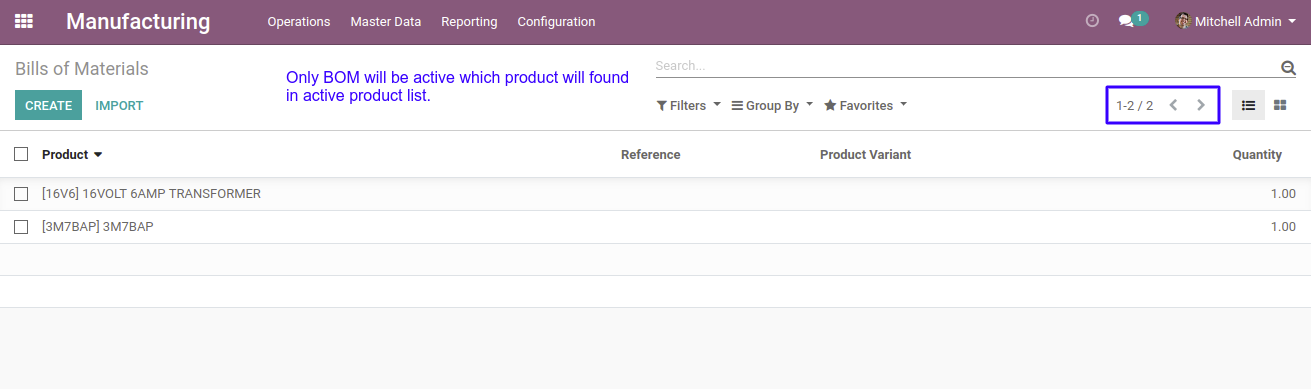 Manufacturing Operations Master Data Reporting Configuration 1 Mitchell Admin
Bills of Materials
Search...
Only BOM will be active which product will found
in active product list.
CREATE IMPORT
Filters Group By Favorites 1-2 / 2
Product Reference Product Variant Quantity
[16V6] 16VOLT 6AMP TRANSFORMER 1.00
[3M7BAP] 3M7BAP 1.00